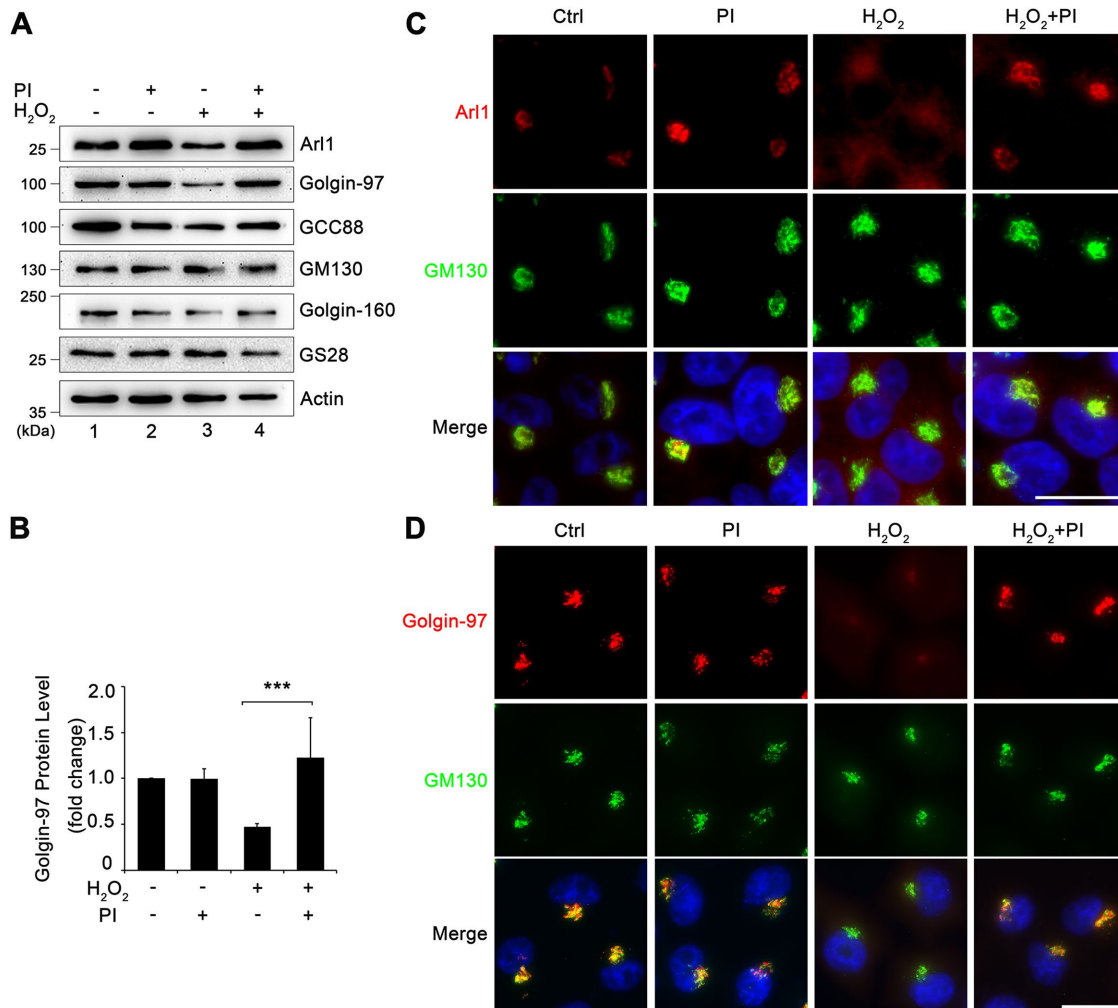 A
PI - + - +
H₂O₂ - - + +
25 Arl1
100 Golgin-97
100 GCC88
130 GM130
250 Golgin-160
25 GS28
35 Actin
(kDa) 1 2 3 4
B
Golgin-97 Protein Level
(fold change)
2.0
1.5
1.0
0.5
0
***
H₂O₂ - - + +
PI - + - +
C
Ctrl PI H₂O₂ H₂O₂+PI
Arl1
GM130
Merge
D
Ctrl PI H₂O₂ H₂O₂+PI
Golgin-97
GM130
Merge